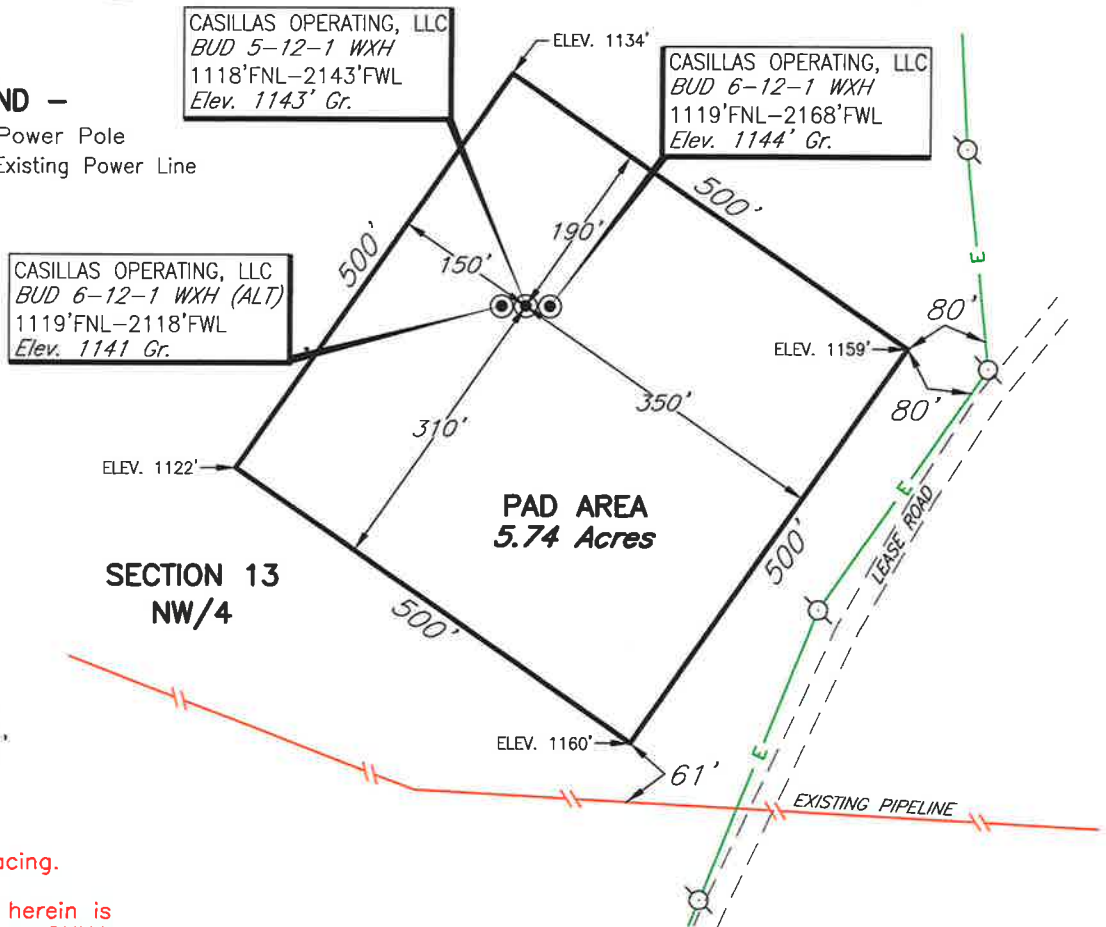 CASILLAS OPERATING, LLC
BUD 5-12-1 WXH
1118'FNL-2143'FWL
Elev. 1143' Gr.
ELEV. 1134'
CASILLAS OPERATING, LLC
BUD 6-12-1 WXH
1119'FNL-2168'FWL
Elev. 1144' Gr.
ND -
Power Pole
Existing Power Line
500'
190'
500'
150'
CASILLAS OPERATING, LLC
BUD 6-12-1 WXH (ALT)
1119'FNL-2118'FWL
Elev. 1141 Gr.
E
80'
ELEV. 1159'
80'
350'
310'
ELEV. 1122'
PAD AREA
5.74 Acres
E
LEASE ROAD
500'
SECTION 13
NW/4
500'
ELEV. 1160'
E
61'
EXISTING PIPELINE
acing.
herein is